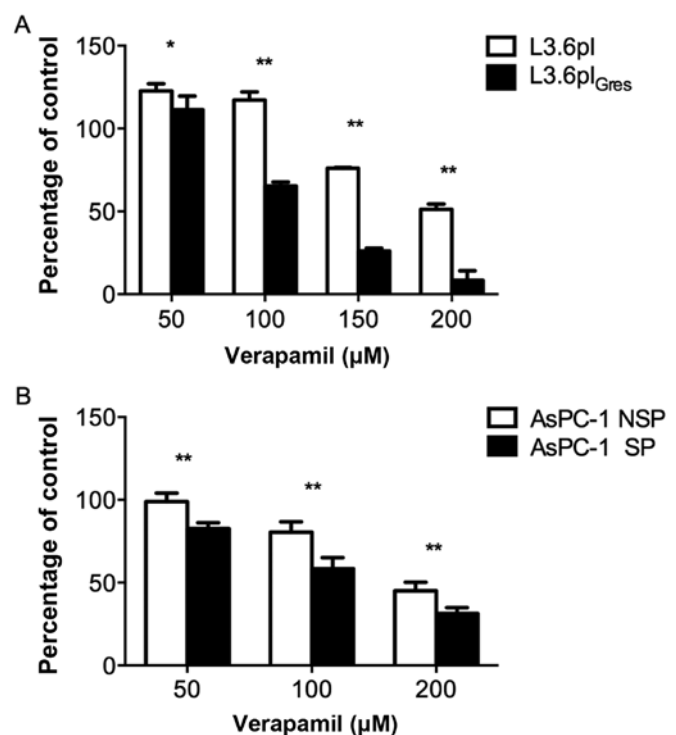 A
150
100
50
0
Percentage of control
*
**
**
**
L3.6pl
L3.6pl_Gres
50 100 150 200
Verapamil (µM)
B
150
100
50
0
Percentage of control
**
**
**
AsPC-1 NSP
AsPC-1 SP
50 100 200
Verapamil (µM)